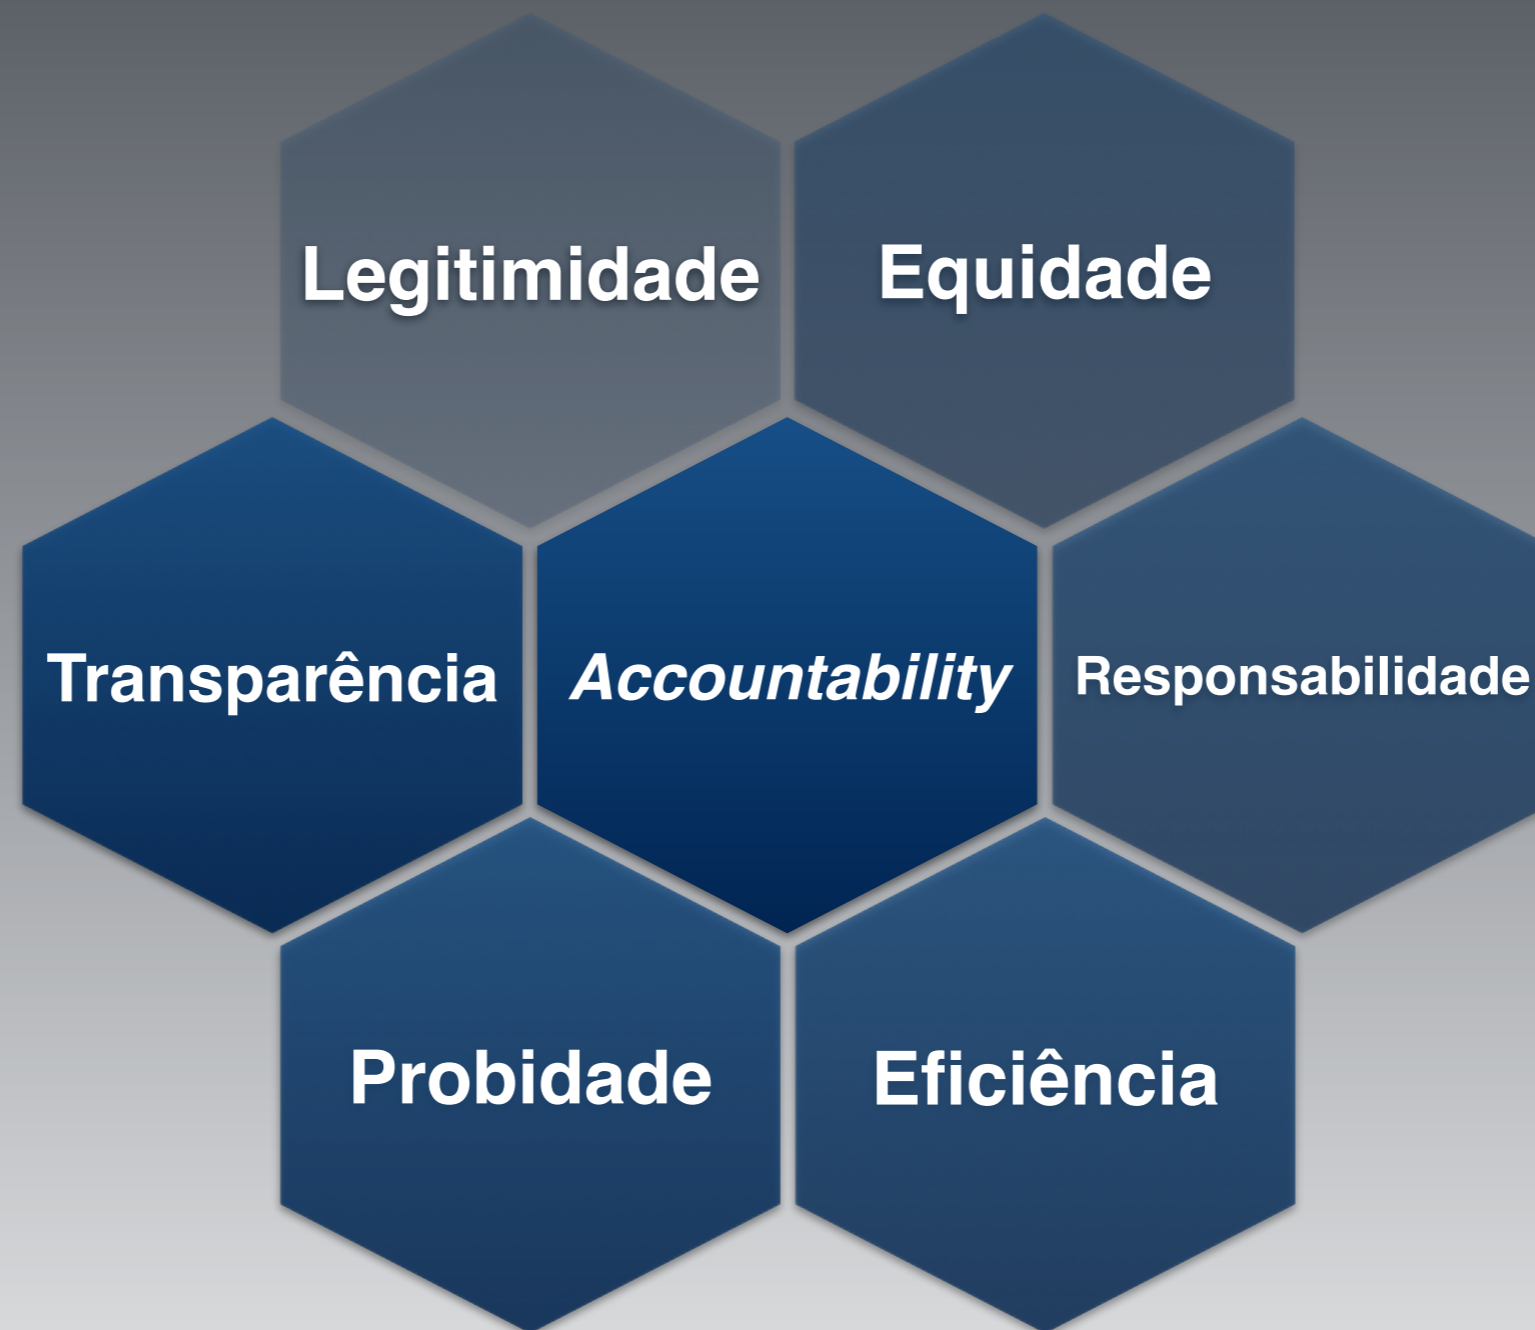 Legitimidade
Equidade
Transparência
Accountability
Responsabilidade
Probidade
Eficiência